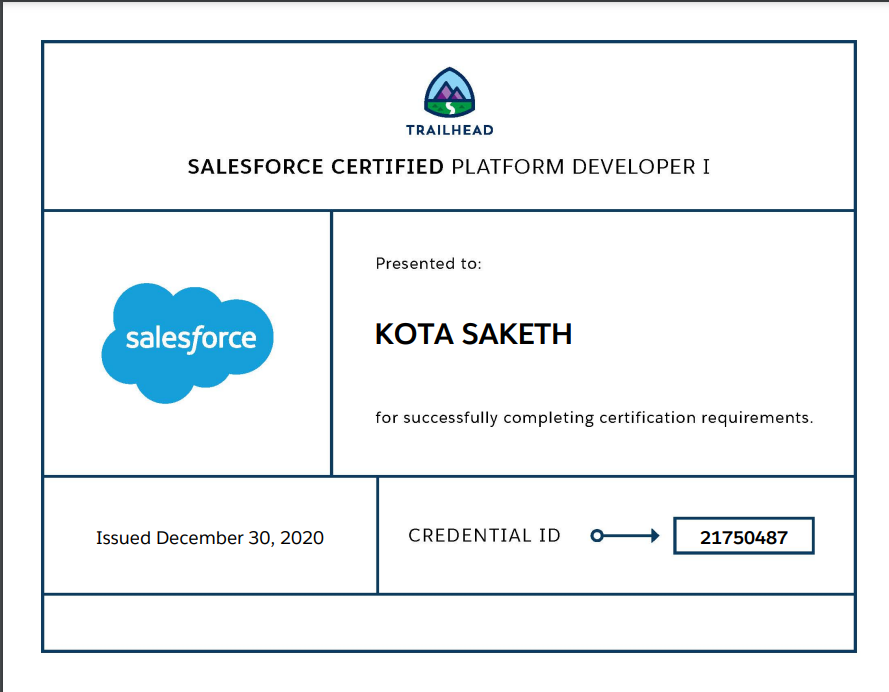 TRAILHEAD
SALESFORCE CERTIFIED PLATFORM DEVELOPER I
salesforce
Presented to:
KOTA SAKETH
for successfully completing certification requirements.
Issued December 30, 2020
CREDENTIAL ID
21750487